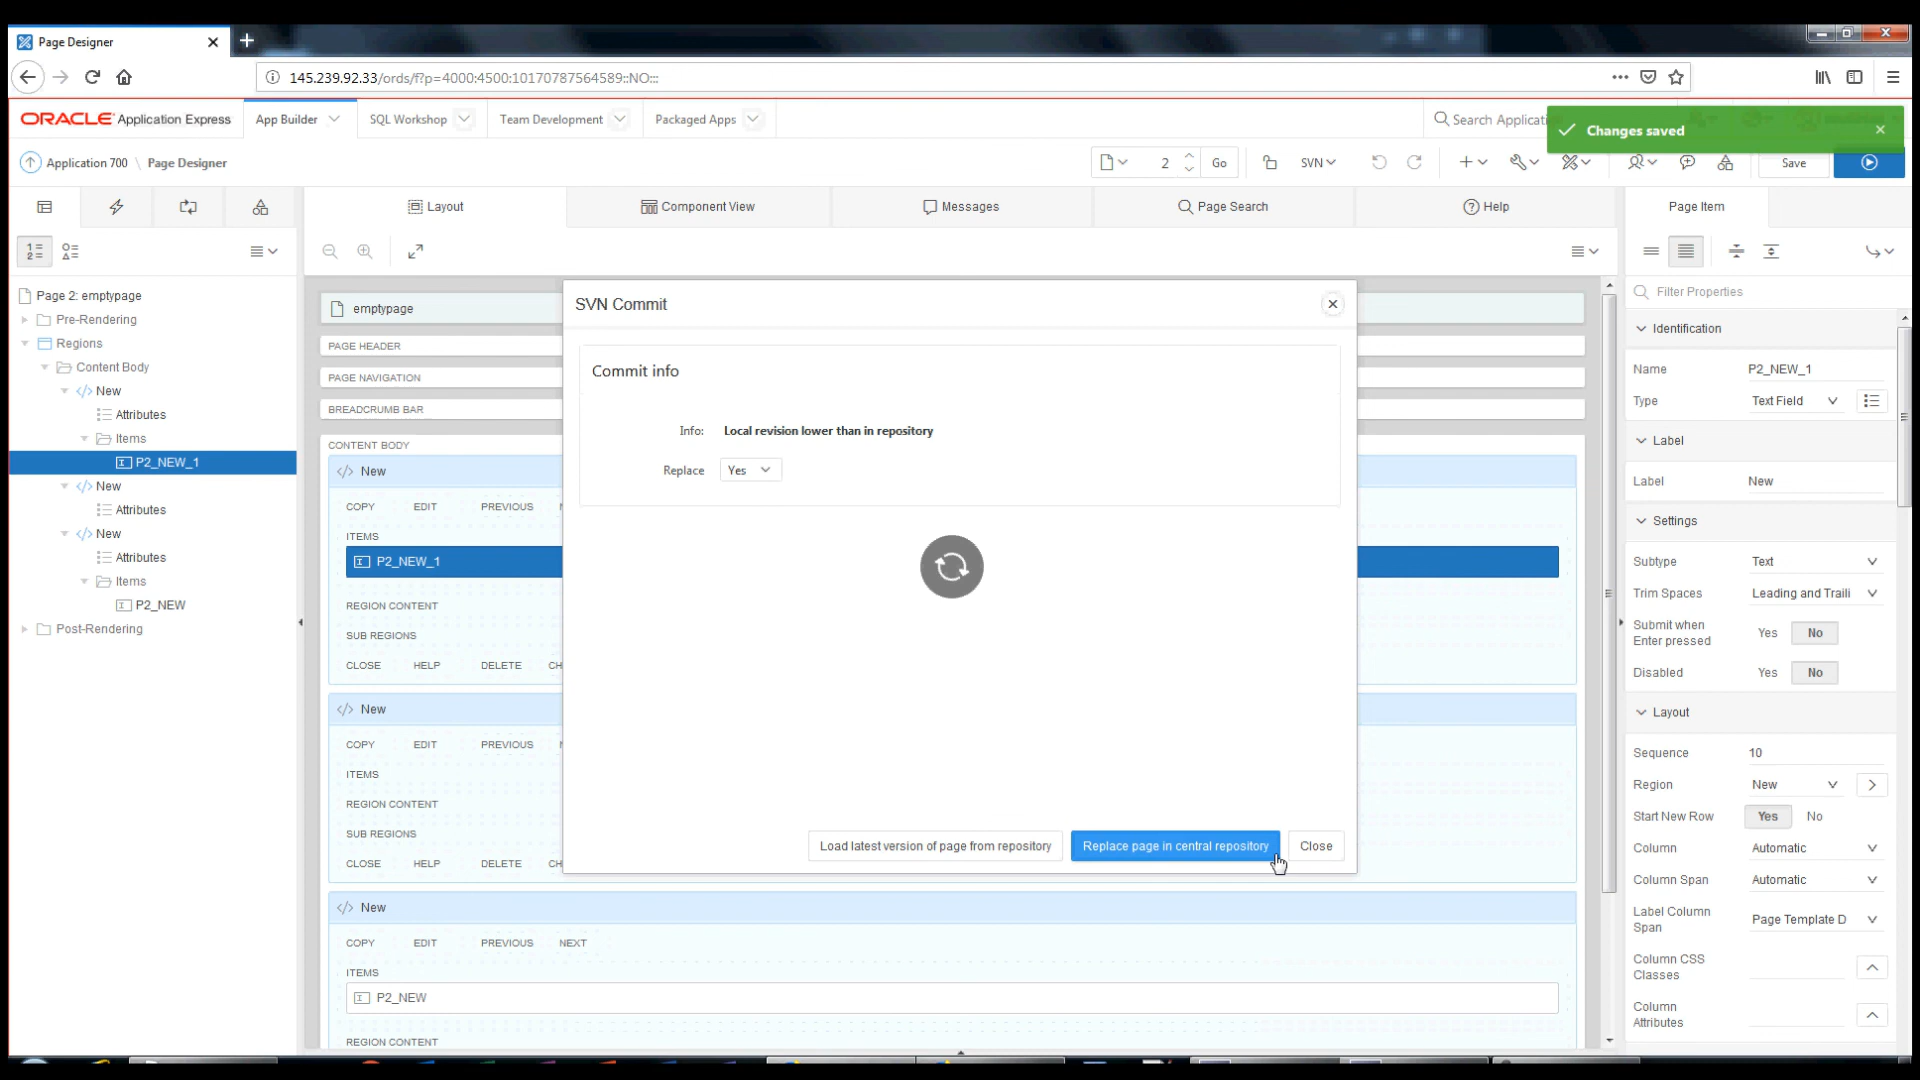 Page Designer
145.239.92.33/ords/f?p=4000:4500:10170787564589::NO:::
ORACLE Application Express
App Builder
SQL Workshop
Team Development
Packaged Apps
Search Applicati
Changes saved
Application 700 \ Page Designer
2
Go
SVN
Save
Layout
Component View
Messages
Page Search
Help
Page Item
Filter Properties
Page 2: emptypage
Pre-Rendering
Regions
Content Body
New
Attributes
Items
P2_NEW_1
New
Attributes
New
Attributes
Items
P2_NEW
Post-Rendering
emptypage
PAGE HEADER
PAGE NAVIGATION
BREADCRUMB BAR
CONTENT BODY
New
COPY EDIT PREVIOUS
ITEMS
P2_NEW_1
REGION CONTENT
SUB REGIONS
CLOSE HELP DELETE CH
New
COPY EDIT PREVIOUS
ITEMS
REGION CONTENT
SUB REGIONS
CLOSE HELP DELETE CH
New
COPY EDIT PREVIOUS NEXT
ITEMS
P2_NEW
REGION CONTENT
SVN Commit
Commit info
Info: Local revision lower than in repository
Replace Yes
Load latest version of page from repository
Replace page in central repository
Close
Identification
Name P2_NEW_1
Type Text Field
Label
Label New
Settings
Subtype Text
Trim Spaces Leading and Traili
Submit when
Enter pressed
Yes No
Disabled Yes No
Layout
Sequence 10
Region New
Start New Row Yes No
Column Automatic
Column Span Automatic
Label Column
Span
Page Template D
Column CSS
Classes
Column
Attributes